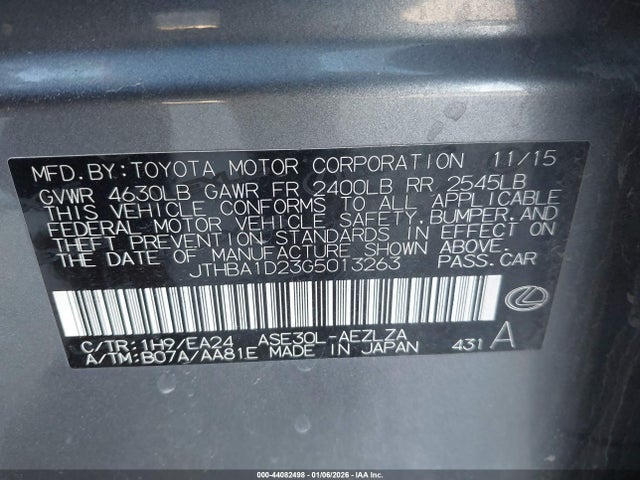 MFD.BY:TOYOTA MOTOR CORPORATION 11/15
GVWR 4630LB GAWR FR 2400LB RR 2545LB
THIS VEHICLE CONFORMS TO ALL APPLICABLE
FEDERAL MOTOR VEHICLE SAFETY,BUMPER,AND
THEFT PREVENTION STANDARDS IN EFFECT ON
THE DATE OF MANUFACTURE SHOWN ABOVE.
JTHBA1D23G5013263 PASS.CAR
C/TR:1H9/EA24 ASE30L-AEZLZA
A/TM:B07A/AA81E MADE IN JAPAN 431 A
000-44082498 - 01/06/2026 - IAA Inc.